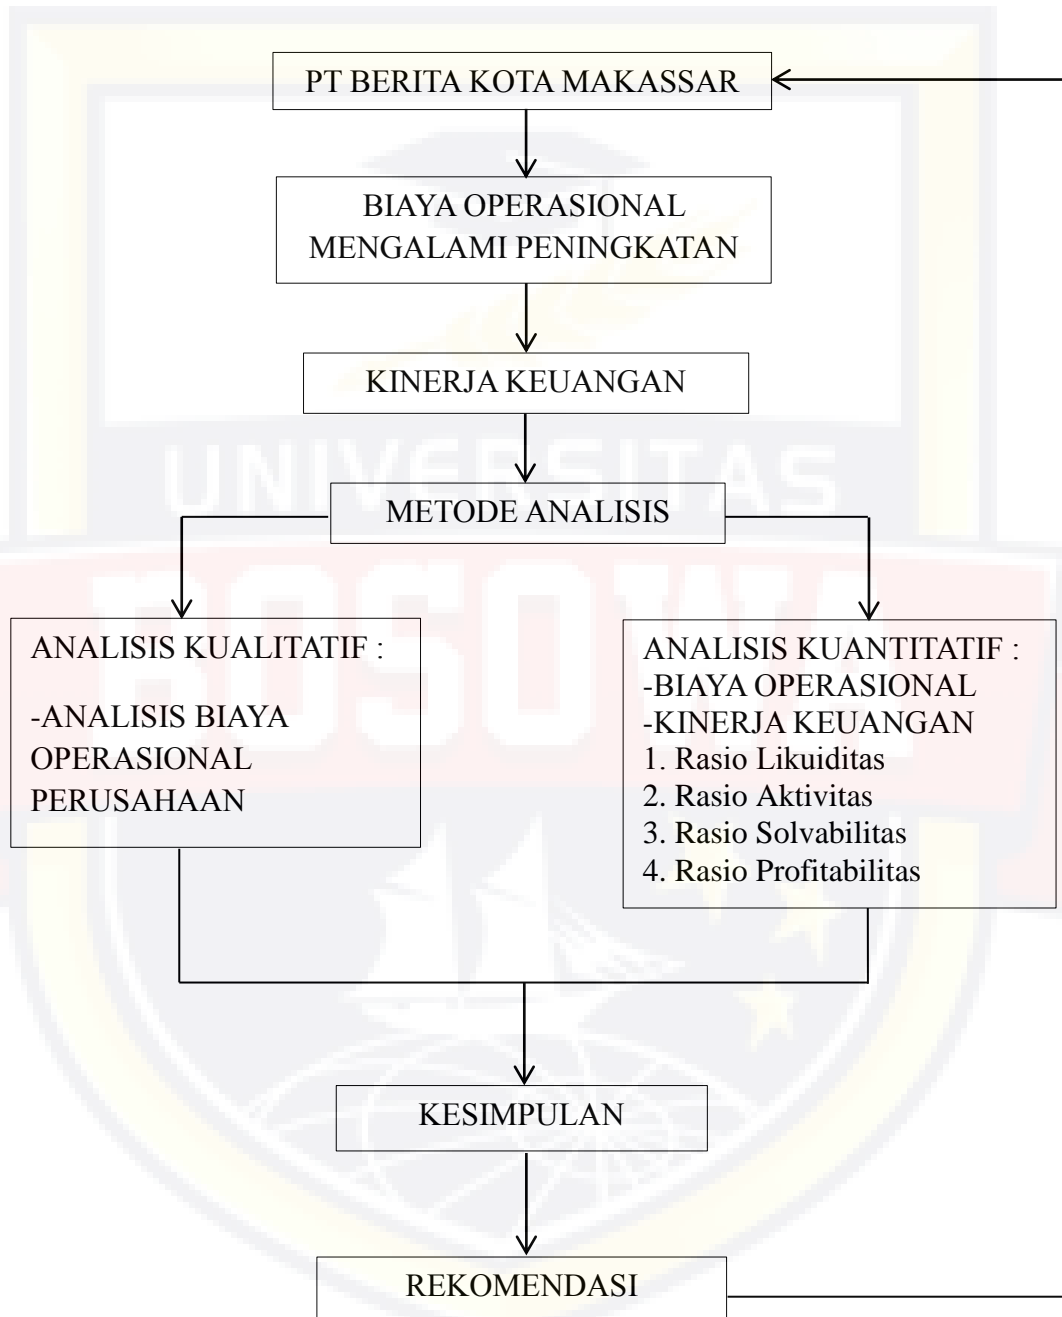 PT BERITA KOTA MAKASSAR
BIAYA OPERASIONAL
MENGALAMI PENINGKATAN
KINERJA KEUANGAN
UNIVERSITAS
METODE ANALISIS
BOSOWA
ANALISIS KUALITATIF :
-ANALISIS BIAYA
OPERASIONAL
PERUSAHAAN
ANALISIS KUANTITATIF :
-BIAYA OPERASIONAL
-KINERJA KEUANGAN
1. Rasio Likuiditas
2. Rasio Aktivitas
3. Rasio Solvabilitas
4. Rasio Profitabilitas
KESIMPULAN
REKOMENDASI